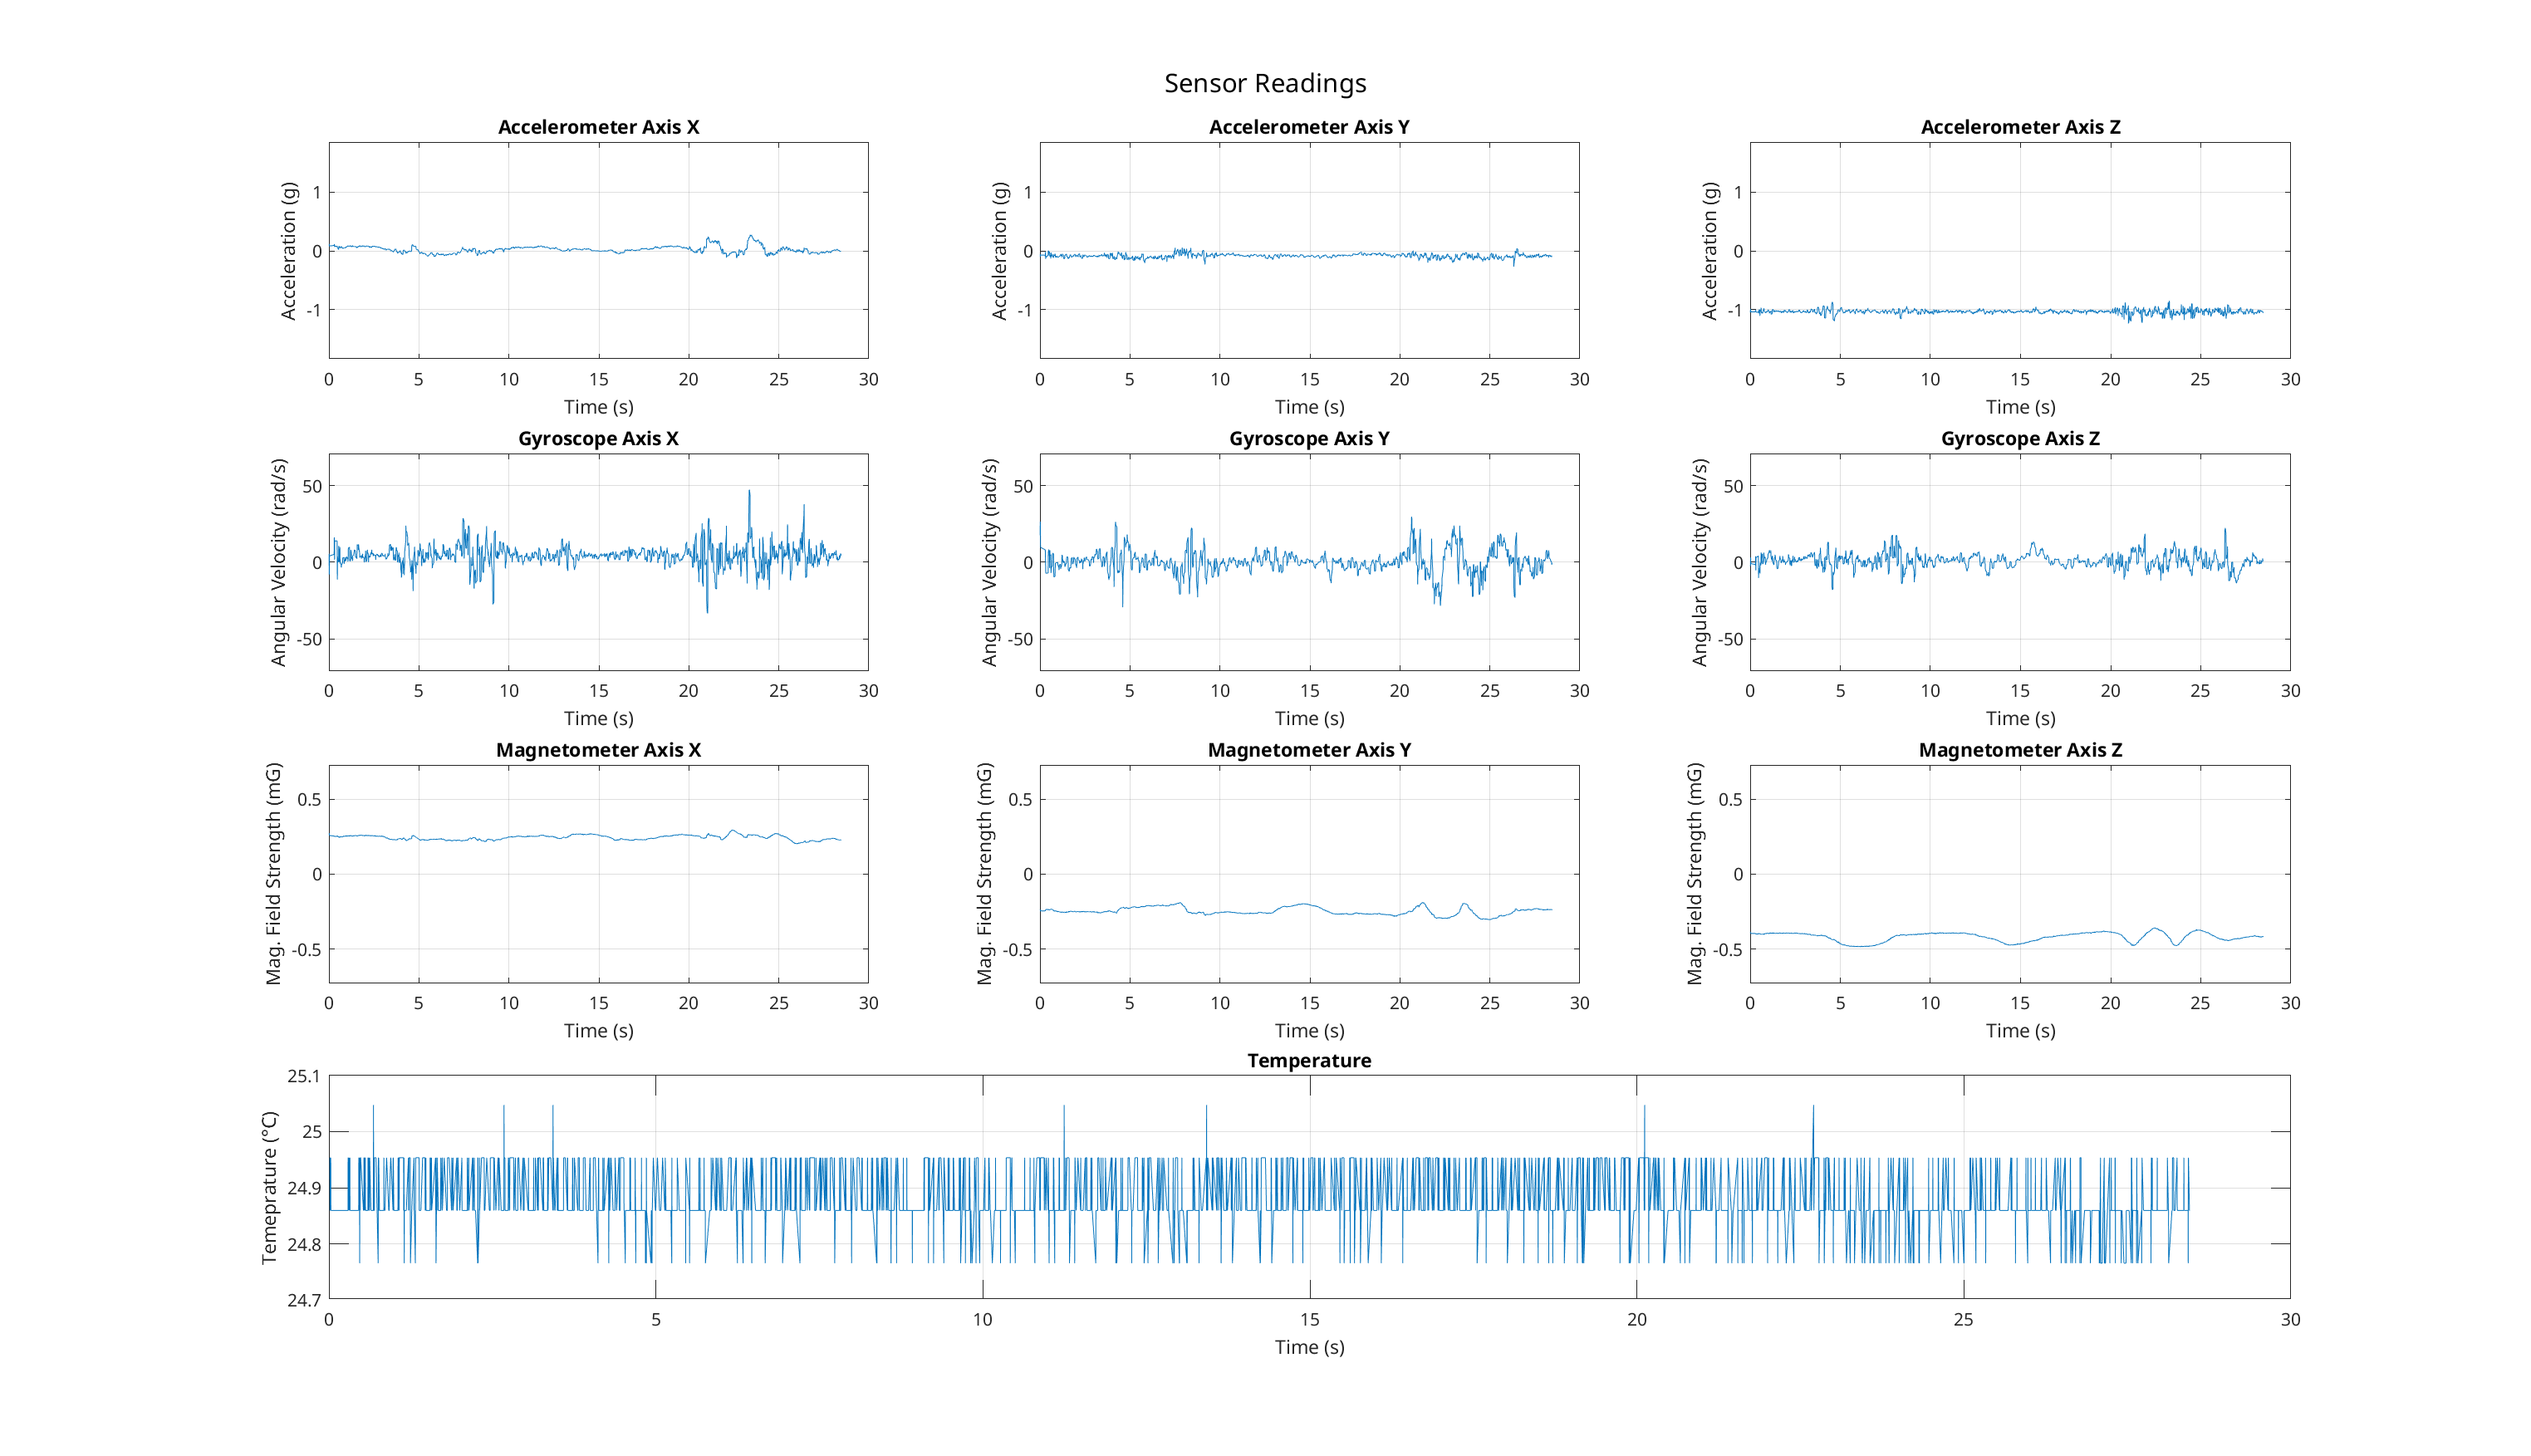 Sensor Readings
Accelerometer Axis X
Accelerometer Axis Y
Accelerometer Axis Z
Acceleration (g)
1
0
-1
0 5 10 15 20 25 30
Time (s)
Acceleration (g)
1
0
-1
0 5 10 15 20 25 30
Time (s)
Acceleration (g)
1
0
-1
0 5 10 15 20 25 30
Time (s)
Gyroscope Axis X
Gyroscope Axis Y
Gyroscope Axis Z
Angular Velocity (rad/s)
50
0
-50
0 5 10 15 20 25 30
Time (s)
Angular Velocity (rad/s)
50
0
-50
0 5 10 15 20 25 30
Time (s)
Angular Velocity (rad/s)
50
0
-50
0 5 10 15 20 25 30
Time (s)
Magnetometer Axis X
Magnetometer Axis Y
Magnetometer Axis Z
Mag. Field Strength (mG)
0.5
0
-0.5
0 5 10 15 20 25 30
Time (s)
Mag. Field Strength (mG)
0.5
0
-0.5
0 5 10 15 20 25 30
Time (s)
Mag. Field Strength (mG)
0.5
0
-0.5
0 5 10 15 20 25 30
Time (s)
Temperature
Temeprature (°C)
25.1
25
24.9
24.8
24.7
0 5 10 15 20 25 30
Time (s)